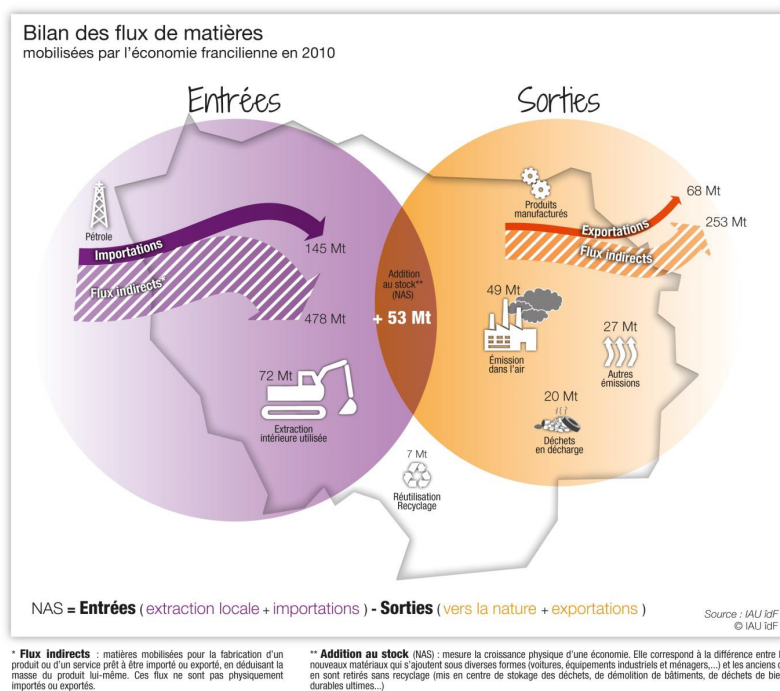 Bilan des flux de matières
mobilisées par l'économie francilienne en 2010
Entrées
Sorties
Pétrole
Importations
145 Mt
Flux indirects*
478 Mt
72 Mt
Extraction
intérieure utilisée
Addition
au stock**
(NAS)
+ 53 Mt
Produits
manufacturés
68 Mt
Exportations
253 Mt
Flux indirects
49 Mt
Émission
dans l'air
27 Mt
Autres
émissions
20 Mt
Déchets
en décharge
7 Mt
Réutilisation
Recyclage
NAS = Entrées ( extraction locale + importations ) - Sorties ( vers la nature + exportations )
Source : IAU îdF
© IAU îdF
* Flux indirects : matières mobilisées pour la fabrication d'un
produit ou d'un service prêt à être importé ou exporté, en déduisant la
masse du produit lui-même. Ces flux ne sont pas physiquement
importés ou exportés.
** Addition au stock (NAS) : mesure la croissance physique d'une économie. Elle correspond à la différence entre
nouveaux matériaux qui s'ajoutent sous diverses formes (voitures, équipements industriels et ménagers,...) et les anciens
en sont retirés sans recyclage (mis en centre de stockage des déchets, de démolition de bâtiments, de déchets de
durables ultimes...)